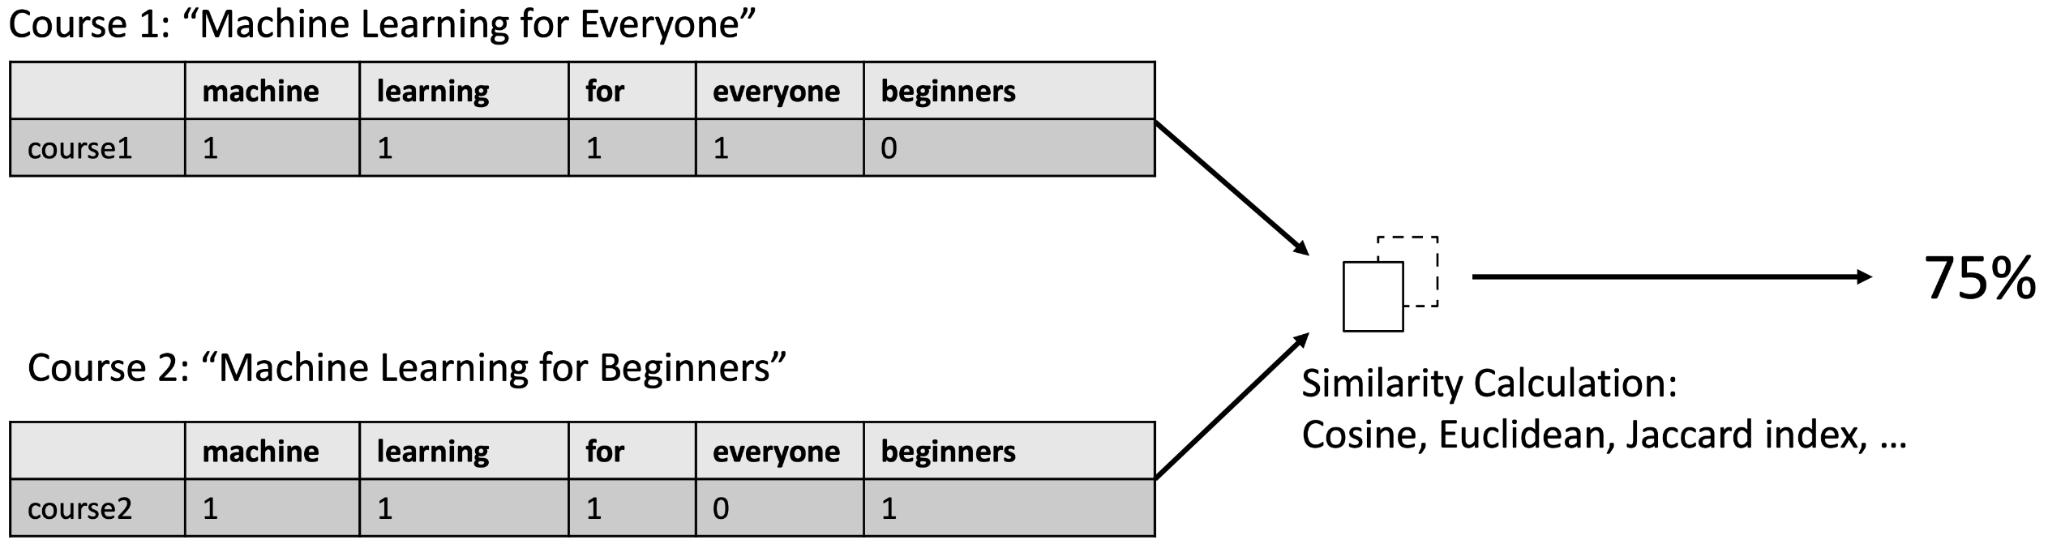 Course 1: “Machine Learning for Everyone”
machine learning for everyone beginners
course1 1 1 1 1 0
75%
Course 2: “Machine Learning for Beginners”
Similarity Calculation:
Cosine, Euclidean, Jaccard index, ...
machine learning for everyone beginners
course2 1 1 1 0 1